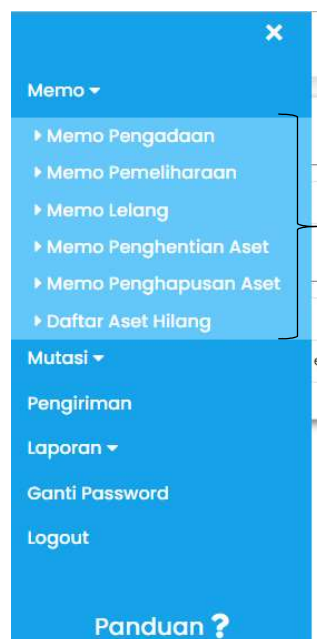 Memo
Memo Pengadaan
Memo Pemeliharaan
Memo Lelang
Memo Penghentian Aset
Memo Penghapusan Aset
Daftar Aset Hilang
Mutasi
Pengiriman
Laporan
Ganti Password
Logout
Panduan ?